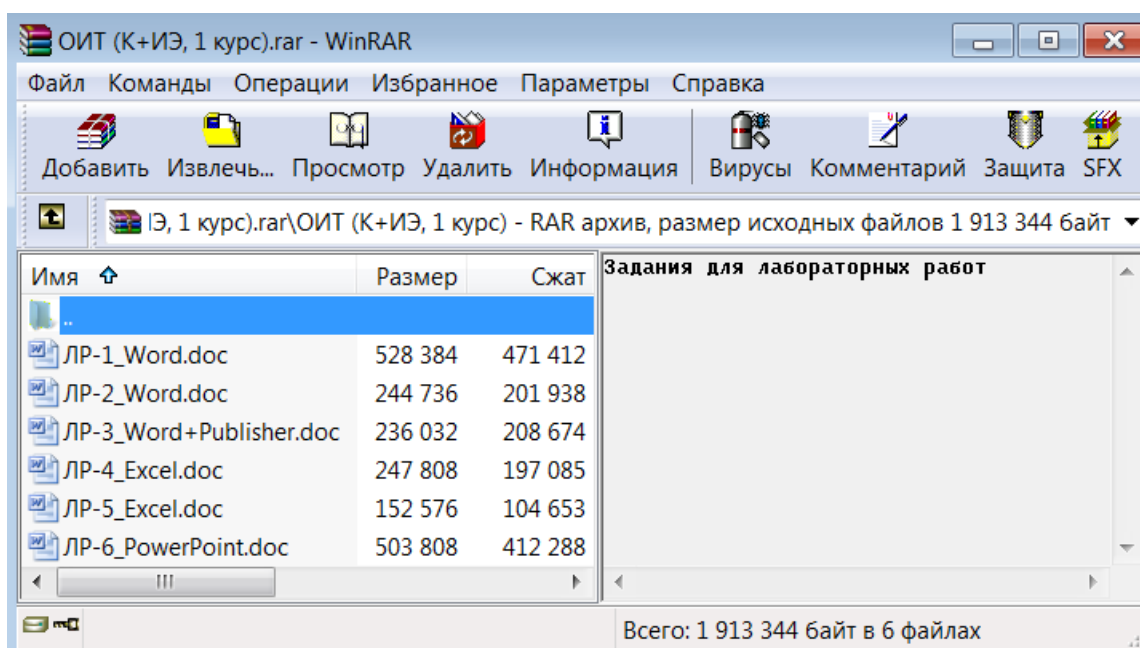 ОИТ (К+ИЭ, 1 курс).rar - WinRAR
Файл Команды Операции Избранное Параметры Справка
Добавить Извлечь... Просмотр Удалить Информация Вирусы Комментарий Защита SFX
ІЭ, 1 курс).rar\ОИТ (К+ИЭ, 1 курс) - RAR архив, размер исходных файлов 1 913 344 байт
Имя Размер Сжат
Задания для лабораторных работ
..
ЛР-1_Word.doc 528 384 471 412
ЛР-2_Word.doc 244 736 201 938
ЛР-3_Word+Publisher.doc 236 032 208 674
ЛР-4_Excel.doc 247 808 197 085
ЛР-5_Excel.doc 152 576 104 653
ЛР-6_PowerPoint.doc 503 808 412 288
Всего: 1 913 344 байт в 6 файлах